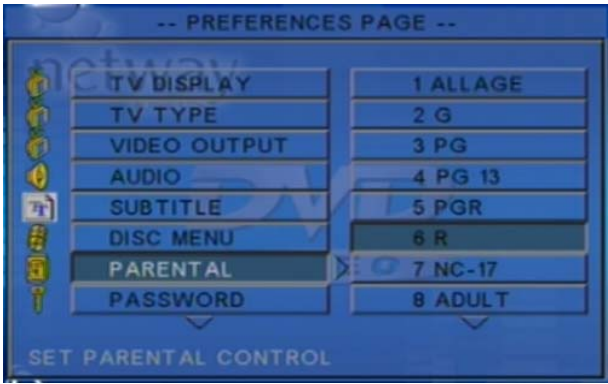 -- PREFERENCES PAGE --
netway
TV DISPLAY
TV TYPE
VIDEO OUTPUT
AUDIO
SUBTITLE
DISC MENU
PARENTAL
PASSWORD
1 ALLAGE
2 G
3 PG
4 PG 13
5 PGR
6 R
7 NC-17
8 ADULT
SET PARENTAL CONTROL